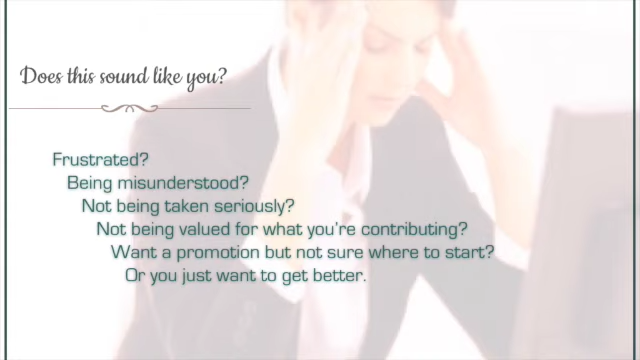 Does this sound like you?
Frustrated?
Being misunderstood?
Not being taken seriously?
Not being valued for what you're contributing?
Want a promotion but not sure where to start?
Or you just want to get better.